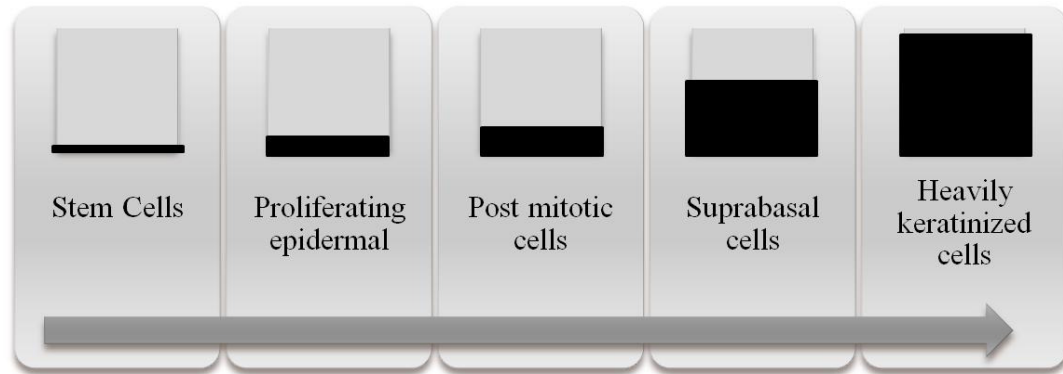 Stem Cells
Proliferating
epidermal
Post mitotic
cells
Suprabasal
cells
Heavily
keratinized
cells